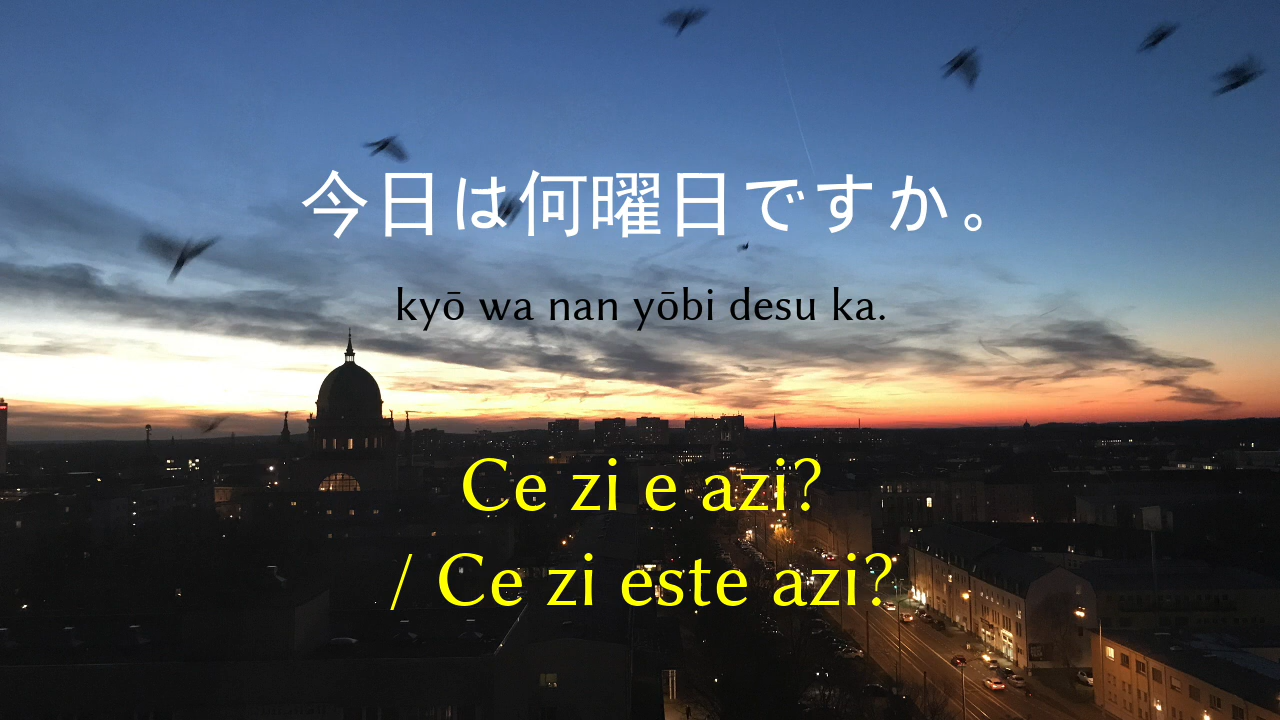 今日は何曜日ですか。
kyō wa nan yōbi desu ka.
Ce zi e azi?
/ Ce zi este azi?